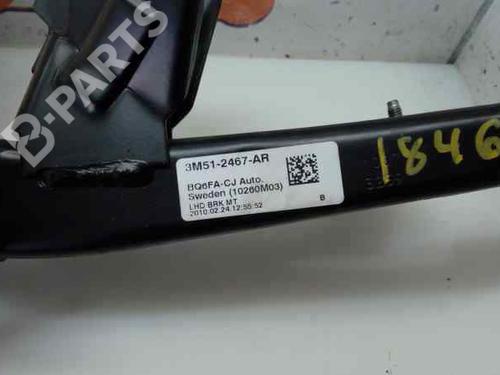 B-PARTS
3M51-2467-AR
BQ6FA-CJ Auto.
Sweden (10260M03)
LHD BRK MT
2010.02.24.12:55:52
B
1846